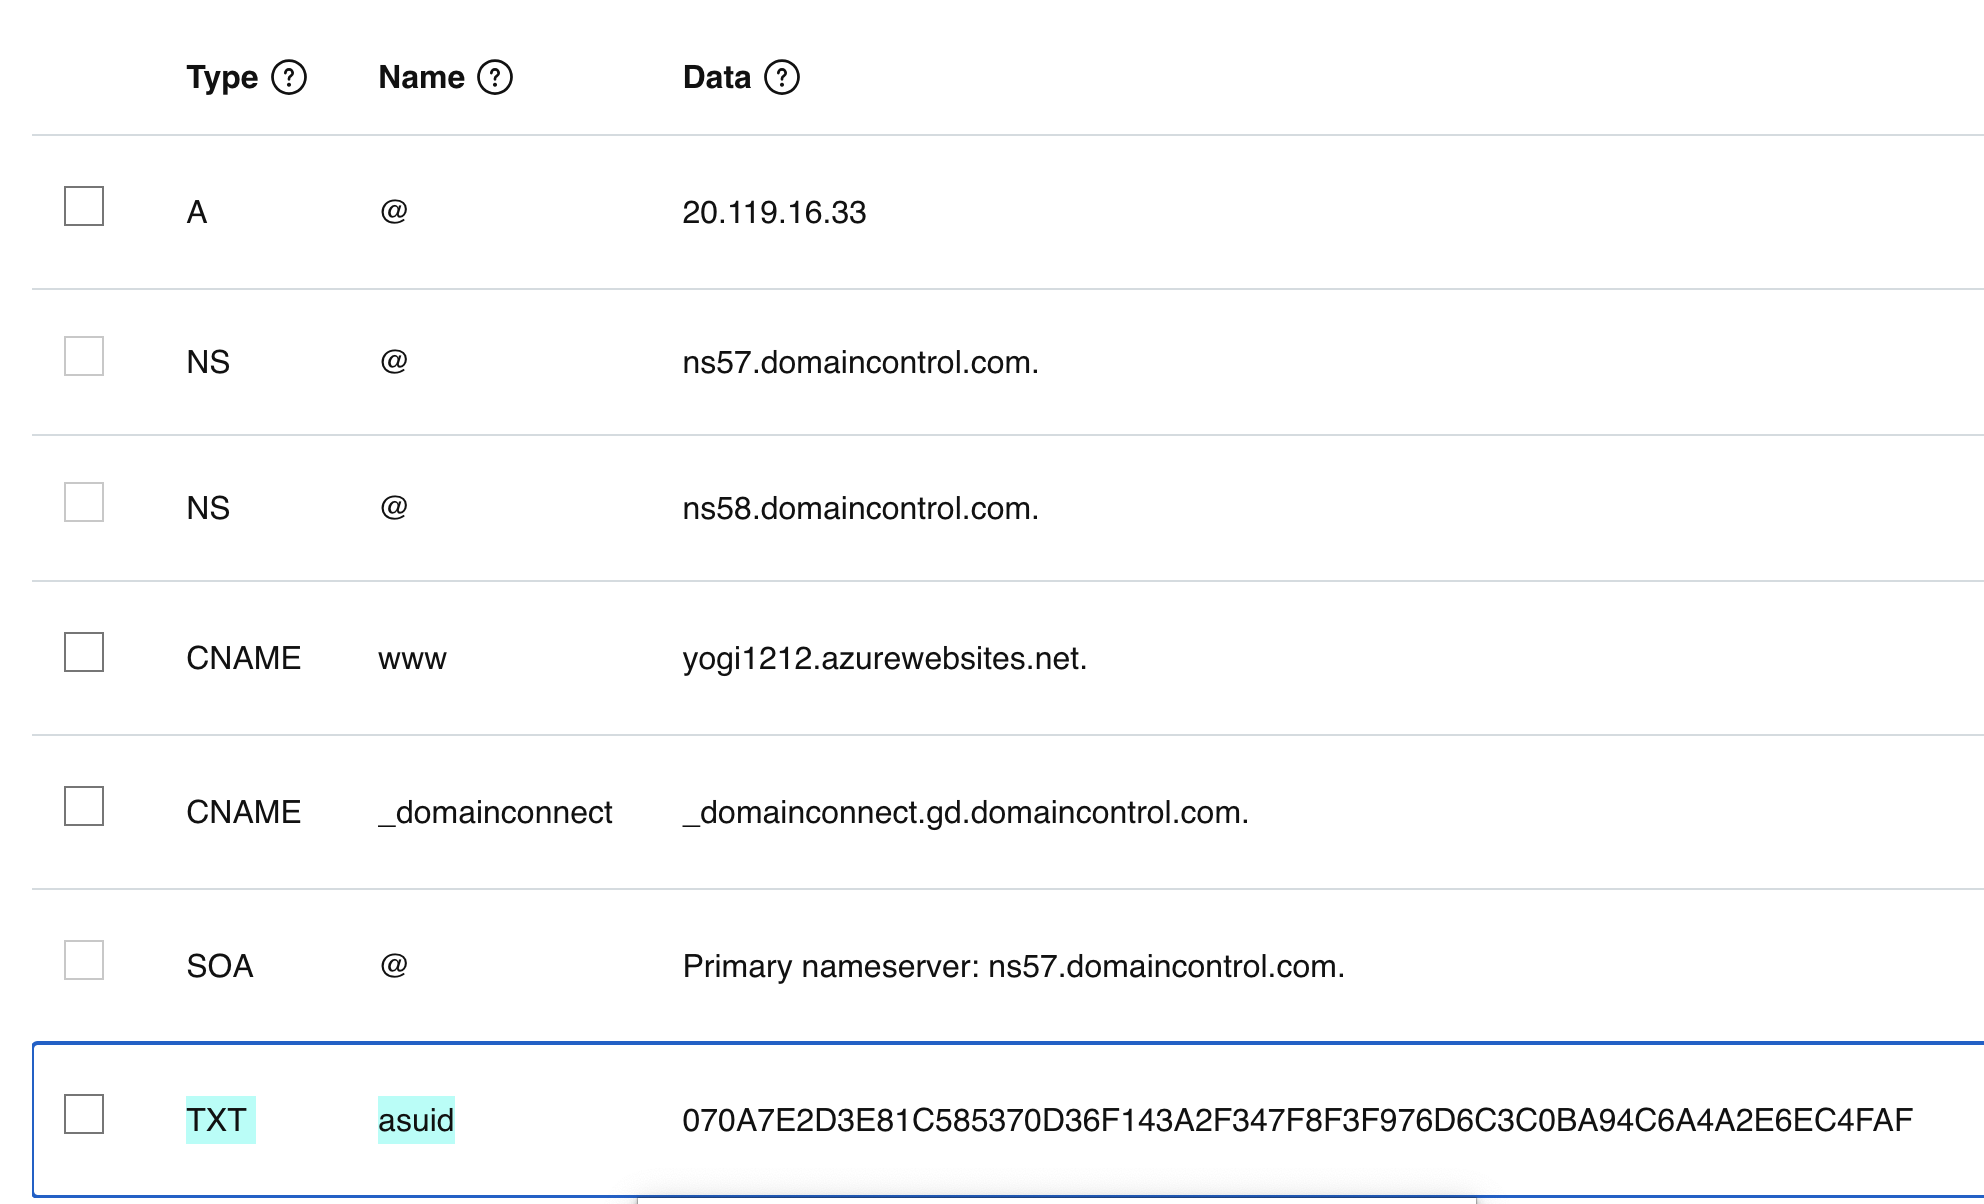 Type ? Name ? Data ?
A @ 20.119.16.33
NS @ ns57.domaincontrol.com.
NS @ ns58.domaincontrol.com.
CNAME www yogi1212.azurewebsites.net.
CNAME _domainconnect _domainconnect.gd.domaincontrol.com.
SOA @ Primary nameserver: ns57.domaincontrol.com.
TXT asuid 070A7E2D3E81C585370D36F143A2F347F8F3F976D6C3C0BA94C6A4A2E6EC4FAF